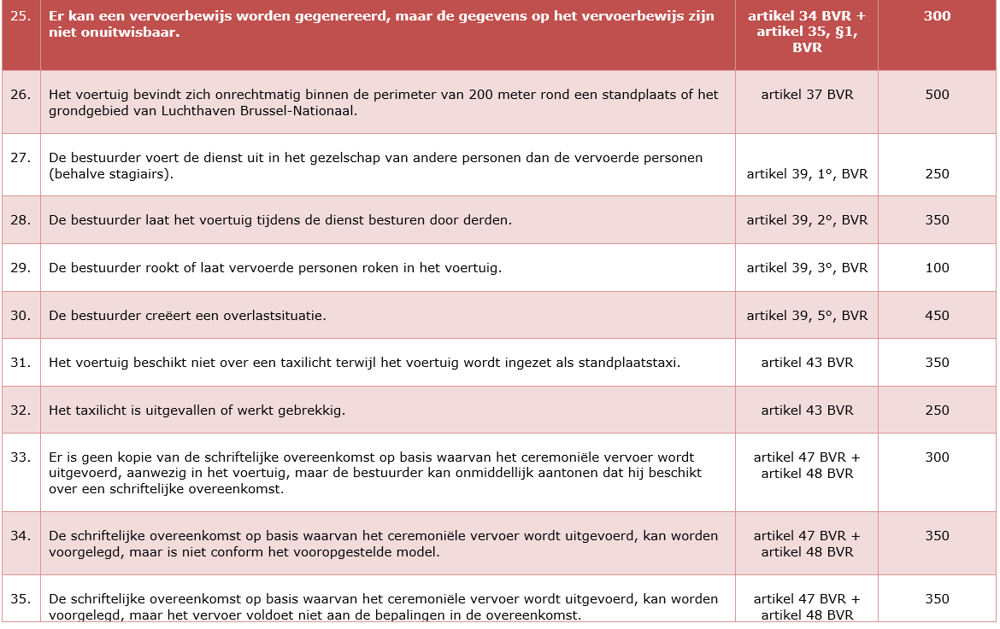 25. Er kan een vervoerbewijs worden gegenereerd, maar de gegevens op het vervoerbewijs zijn artikel 34 BVR + 300
niet onuitwisbaar. artikel 35, §1,
BVR
26. Het voertuig bevindt zich onrechtmatig binnen de perimeter van 200 meter rond een standplaats of het artikel 37 BVR 500
grondgebied van Luchthaven Brussel-Nationaal.
27. De bestuurder voert de dienst uit in het gezelschap van andere personen dan de vervoerde personen
(behalve stagiairs). artikel 39, 1°, BVR 250
28. De bestuurder laat het voertuig tijdens de dienst besturen door derden. artikel 39, 2°, BVR 350
29. De bestuurder rookt of laat vervoerde personen roken in het voertuig. artikel 39, 3°, BVR 100
30. De bestuurder creëert een overlastsituatie. artikel 39, 5°, BVR 450
31. Het voertuig beschikt niet over een taxilicht terwijl het voertuig wordt ingezet als standplaatstaxi. artikel 43 BVR 350
32. Het taxilicht is uitgevallen of werkt gebrekkig. artikel 43 BVR 250
33. Er is geen kopie van de schriftelijke overeenkomst op basis waarvan het ceremoniële vervoer wordt artikel 47 BVR + 300
uitgevoerd, aanwezig in het voertuig, maar de bestuurder kan onmiddellijk aantonen dat hij beschikt artikel 48 BVR
over een schriftelijke overeenkomst.
34. De schriftelijke overeenkomst op basis waarvan het ceremoniële vervoer wordt uitgevoerd, kan worden artikel 47 BVR + 350
voorgelegd, maar is niet conform het vooropgestelde model. artikel 48 BVR
35. De schriftelijke overeenkomst op basis waarvan het ceremoniële vervoer wordt uitgevoerd, kan worden artikel 47 BVR + 350
voorgelegd, maar het vervoer voldoet niet aan de bepalingen in de overeenkomst. artikel 48 BVR